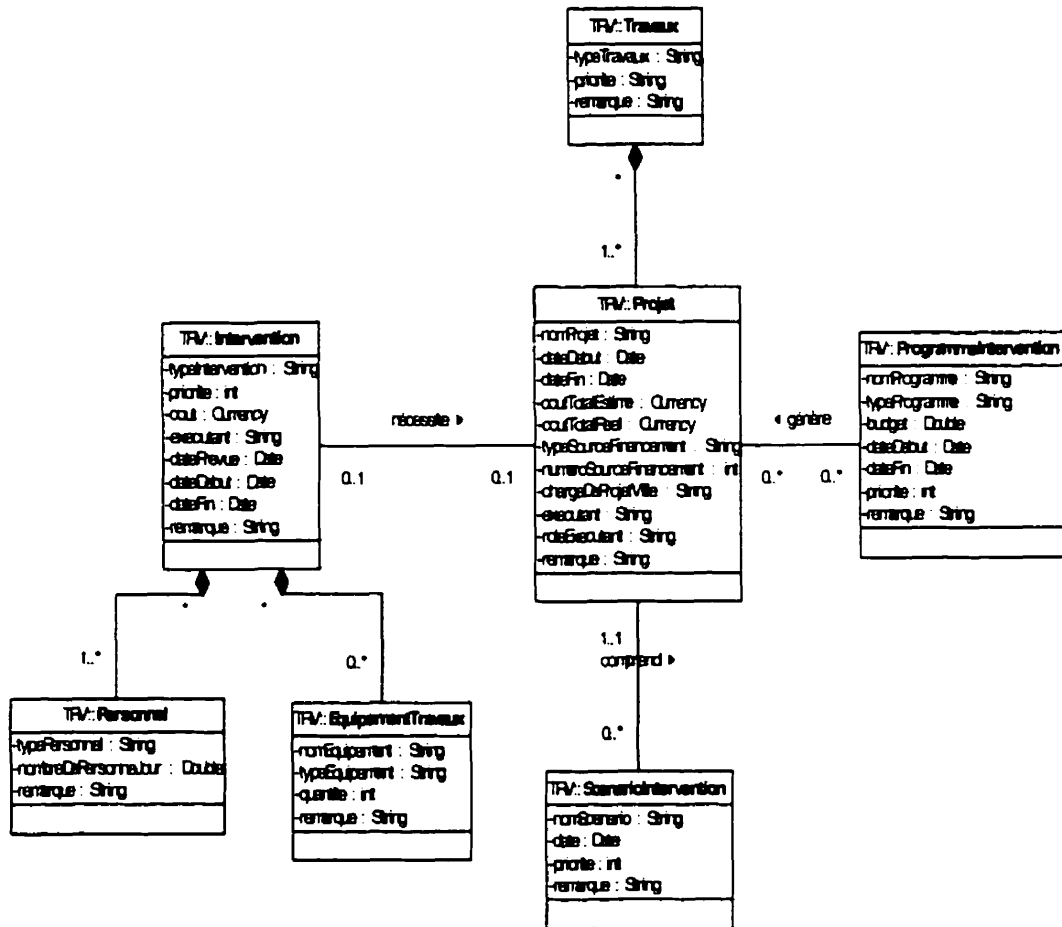 TRV::Travaux
-typeTravaux : String
-priorite : String
-remarque : String
*
1..*
TRV::Projet
-nomProjet : String
-dateDebut : Date
-dateFin : Date
-coutTotalEstime : Currency
-coutTotalReel : Currency
-typeSourceFinancement : String
-numeroSourceFinancement : int
-chargeDeProjetVille : String
-executant : String
-roleExecutant : String
-remarque : String
TRV::Intervention
-typeIntervention : String
-priorite : int
-cout : Currency
-executant : String
-datePrevue : Date
-dateDebut : Date
-dateFin : Date
-remarque : String
nécessite
0..1
0..1
TRV::ProgrammeIntervention
-nomProgramme : String
-typeProgramme : String
-budget : Double
-dateDebut : Date
-dateFin : Date
-priorite : int
-remarque : String
génère
0..*
0..*
*
*
1..*
0..*
1..1
comprend
0..*
TRV::Personnel
-typePersonnel : String
-nombreDePersonneJour : Double
-remarque : String
TRV::EquipementTravaux
-nomEquipement : String
-typeEquipement : String
-quantite : int
-remarque : String
TRV::ScenarioIntervention
-nomScenario : String
-date : Date
-priorite : int
-remarque : String